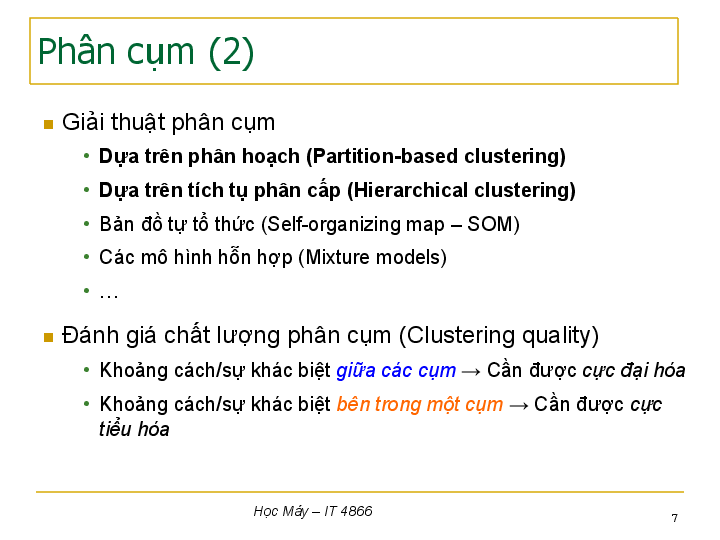 Phân cụm (2)
Giải thuật phân cụm
• Dựa trên phân hoạch (Partition-based clustering)
• Dựa trên tích tụ phân cấp (Hierarchical clustering)
• Bản đồ tự tổ thức (Self-organizing map – SOM)
• Các mô hình hỗn hợp (Mixture models)
• …
Đánh giá chất lượng phân cụm (Clustering quality)
• Khoảng cách/sự khác biệt giữa các cụm → Cần được cực đại hóa
• Khoảng cách/sự khác biệt bên trong một cụm → Cần được cực
tiểu hóa
Học Máy – IT 4866
7